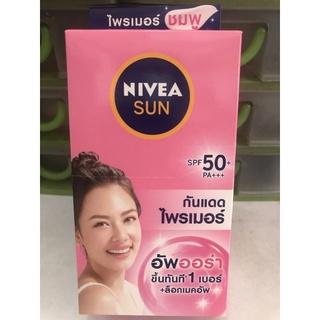 ไพรเมอร์ ชมพู
NIVEA
SUN
SPF 50+
PA+++
กันแดด
ไพรเมอร์
อัพออร่า
ขึ้นทันที 1 เบอร์
+ล็อกเมคอัพ